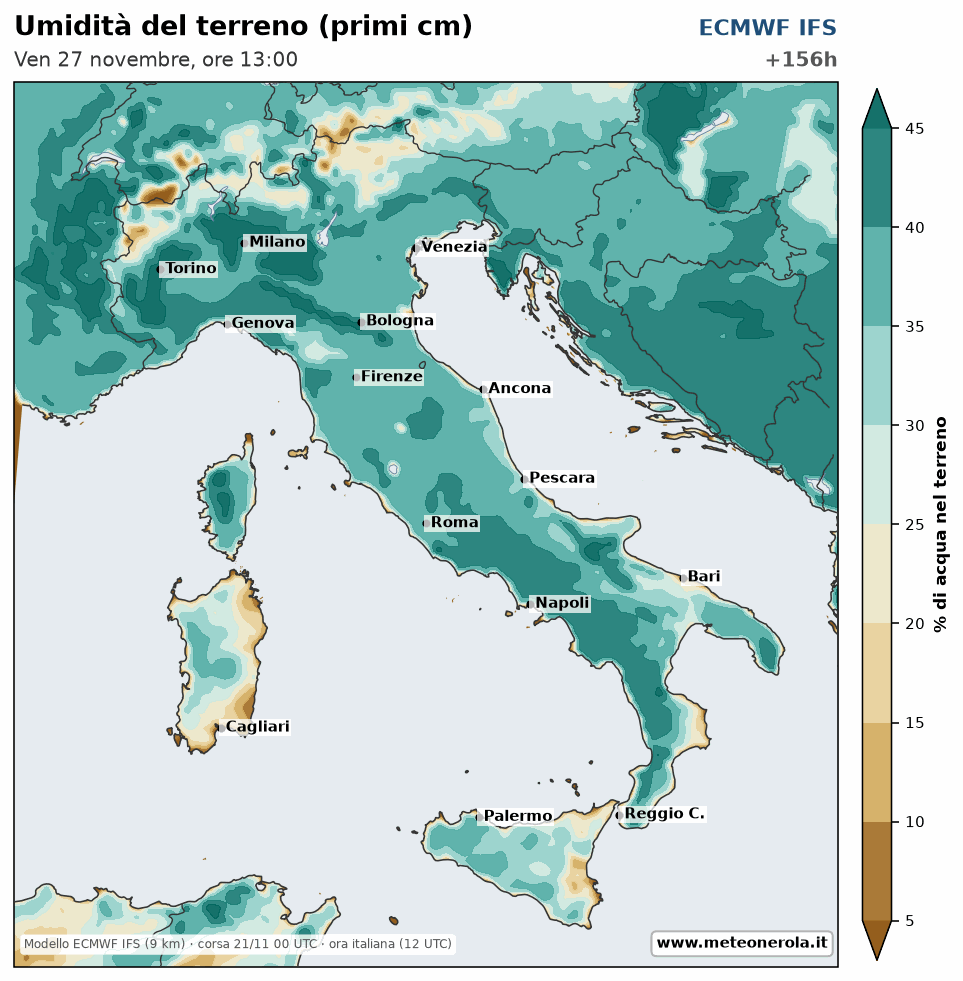 Umidità del terreno (primi cm)
ECMWF IFS
Ven 27 novembre, ore 13:00
+156h
45
40
35
30
25
20
15
10
5
% di acqua nel terreno
Milano
Venezia
Torino
Genova
Bologna
Firenze
Ancona
Pescara
Roma
Bari
Napoli
Cagliari
Palermo
Reggio C.
Modello ECMWF IFS (9 km) · corsa 21/11 00 UTC · ora italiana (12 UTC)
www.meteonerola.it